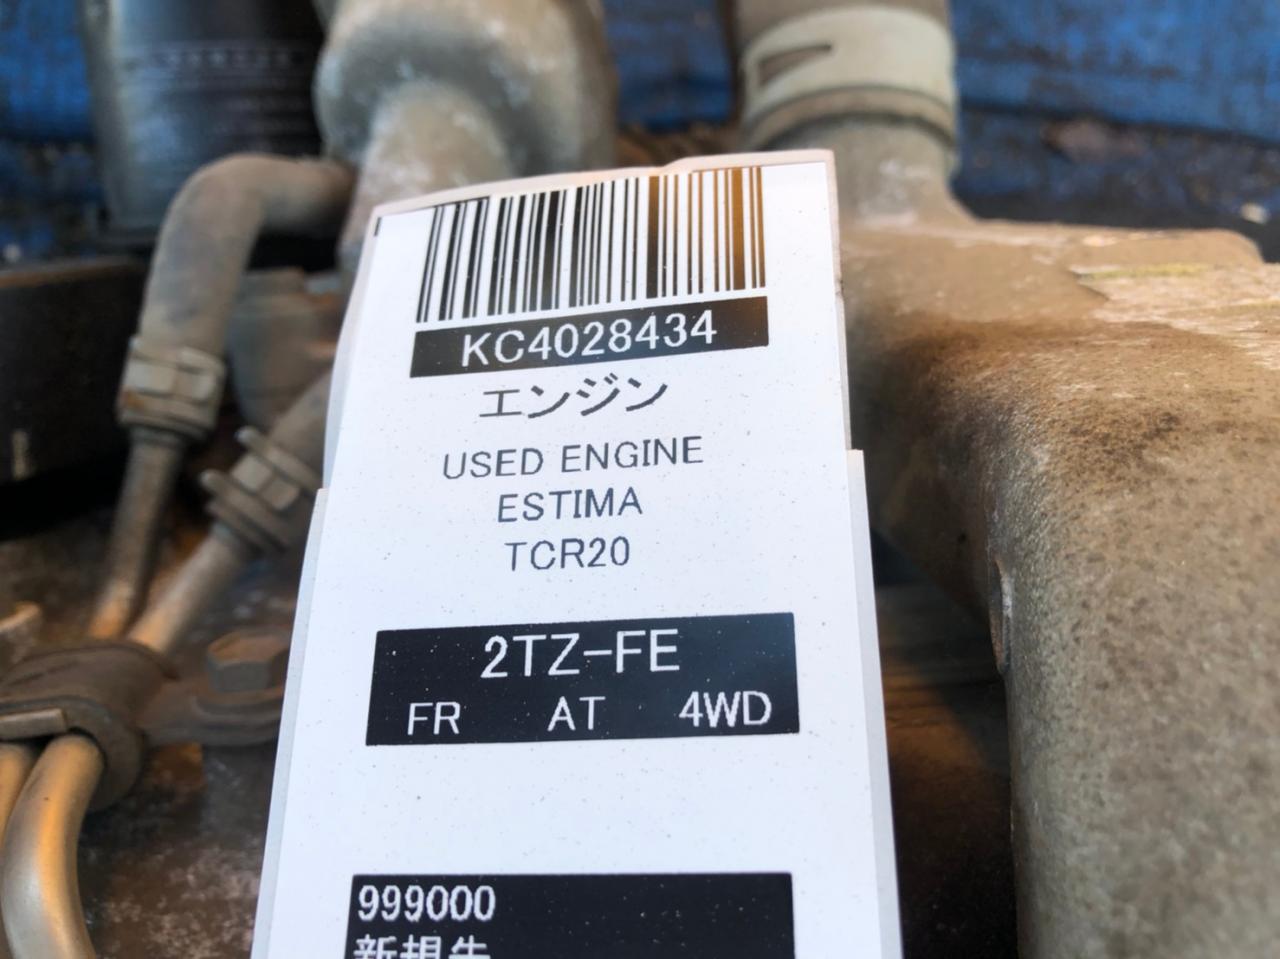 KC4028434
エンジン
USED ENGINE
ESTIMA
TCR20
2TZ-FE
FR AT 4WD
999000